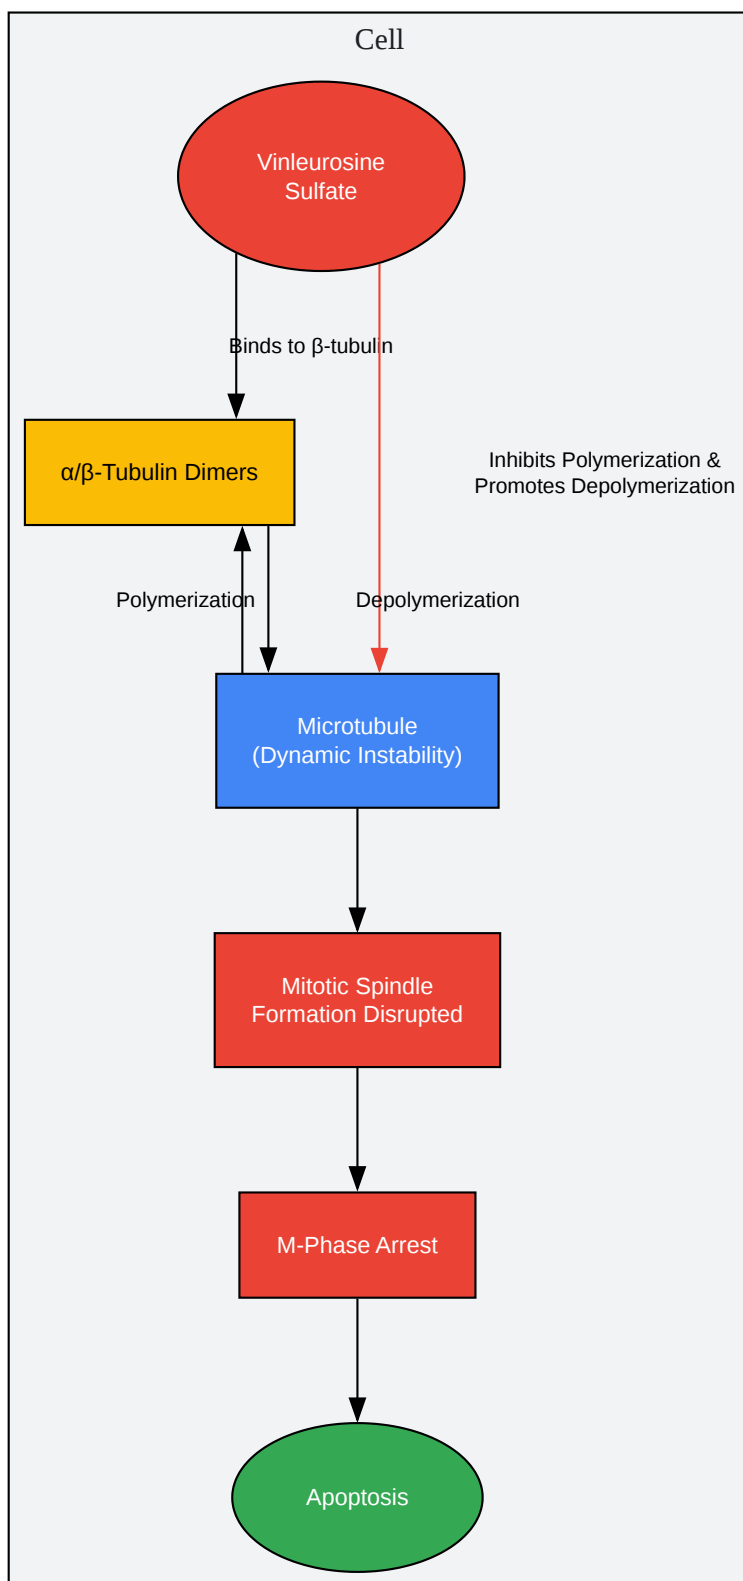 Cell
Vinleurosine
Sulfate
Binds to β-tubulin
α/β-Tubulin Dimers
Inhibits Polymerization &
Promotes Depolymerization
Polymerization
Depolymerization
Microtubule
(Dynamic Instability)
Mitotic Spindle
Formation Disrupted
M-Phase Arrest
Apoptosis